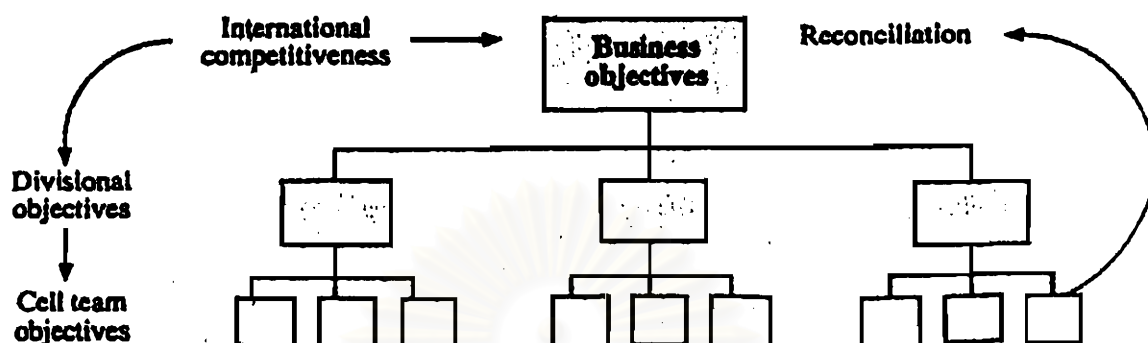 International
competitiveness
Business
objectives
Reconciliation
Divisional
objectives
Cell team
objectives